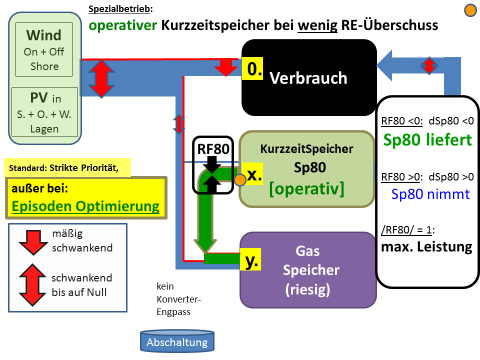 Spezialbetrieb:
operativer Kurzzeitspeicher bei wenig RE-Überschuss
Wind
On + Off
Shore
PV in
S. + O. + W.
Lagen
0.
Verbrauch
RF80
x.
KurzzeitSpeicher
Sp80
[operativ]
y.
Gas
Speicher
(riesig)
RF80 <0: dSp80 <0
Sp80 liefert
RF80 >0: dSp80 >0
Sp80 nimmt
/RF80/ = 1:
max. Leistung
Standard: Strikte Priorität,
außer bei:
Episoden Optimierung
mäßig
schwankend
schwankend
bis auf Null
kein
Konverter-
Engpass
Abschaltung